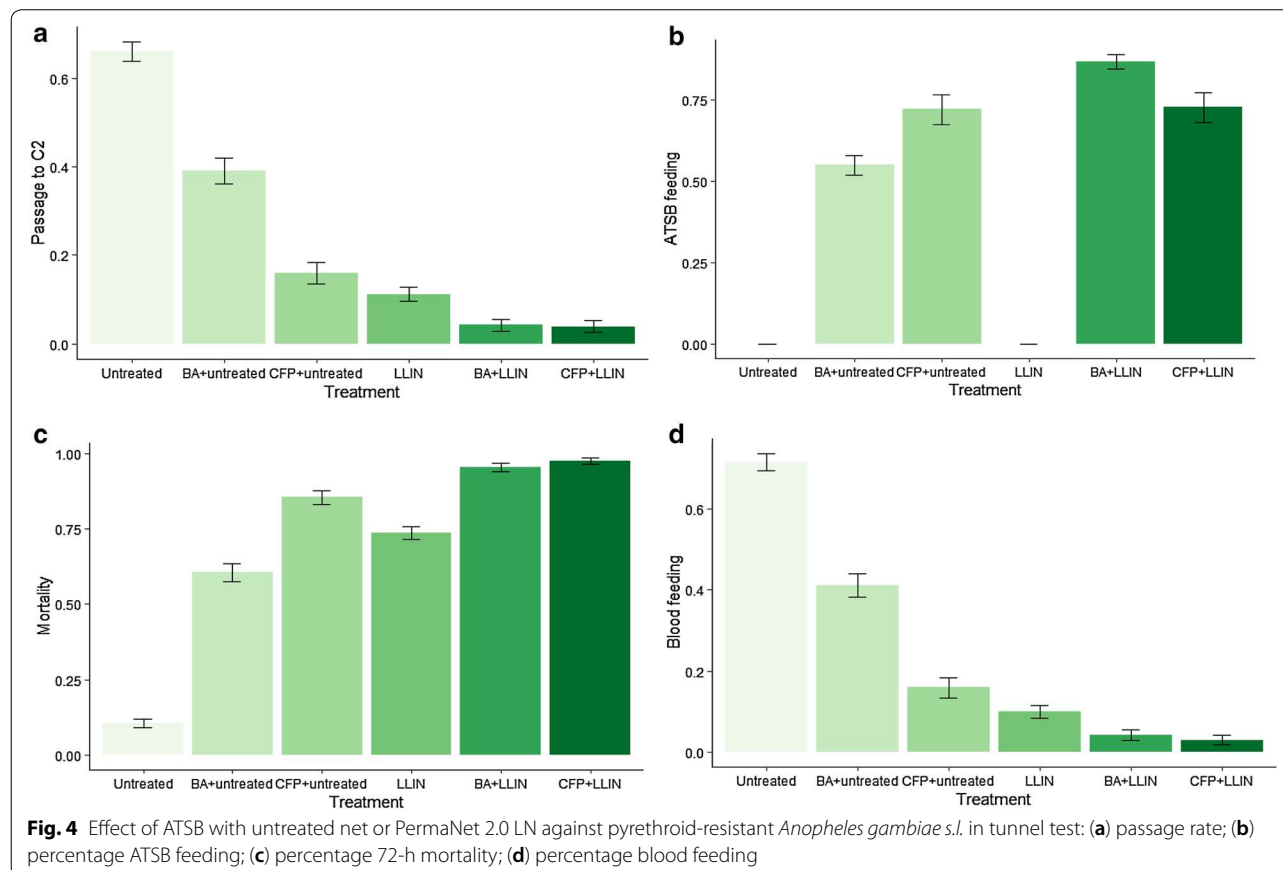 a
0.6
0.4
0.2
0.0
Passage to C2
Untreated BA+untreated CFP+untreated LLIN BA+LLIN CFP+LLIN
Treatment
b
0.75
0.50
0.25
0.00
ATSB feeding
Untreated BA+untreated CFP+untreated LLIN BA+LLIN CFP+LLIN
Treatment
c
1.00
0.75
0.50
0.25
0.00
Mortality
Untreated BA+untreated CFP+untreated LLIN BA+LLIN CFP+LLIN
Treatment
d
0.6
0.4
0.2
0.0
Blood feeding
Untreated BA+untreated CFP+untreated LLIN BA+LLIN CFP+LLIN
Treatment
Fig. 4 Effect of ATSB with untreated net or PermaNet 2.0 LN against pyrethroid-resistant Anopheles gambiae s.l. in tunnel test: (a) passage rate; (b)
percentage ATSB feeding; (c) percentage 72-h mortality; (d) percentage blood feeding